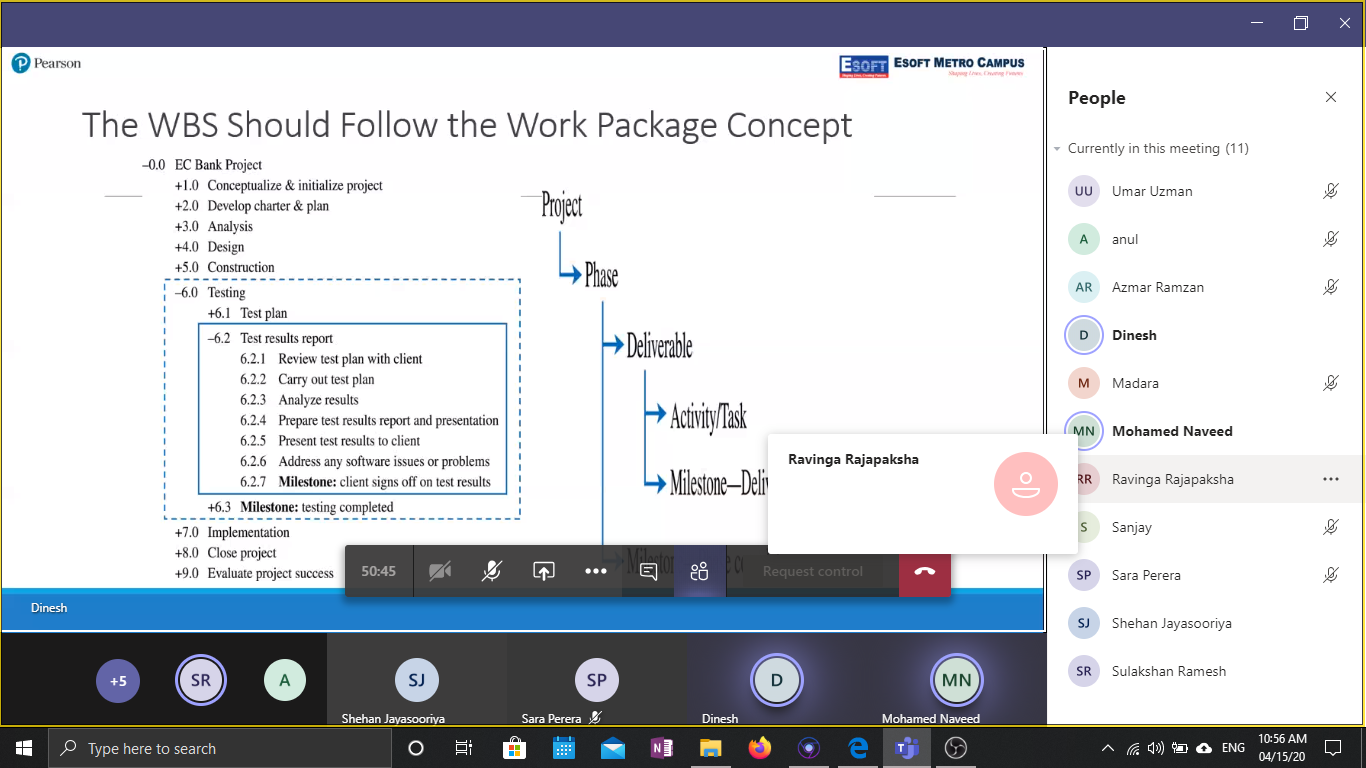 Pearson
ESOFT
ESOFT METRO CAMPUS
Shaping Lives, Creating Futures
The WBS Should Follow the Work Package Concept
–0.0 EC Bank Project
+1.0 Conceptualize & initialize project
+2.0 Develop charter & plan
+3.0 Analysis
+4.0 Design
+5.0 Construction
–6.0 Testing
+6.1 Test plan
–6.2 Test results report
6.2.1 Review test plan with client
6.2.2 Carry out test plan
6.2.3 Analyze results
6.2.4 Prepare test results report and presentation
6.2.5 Present test results to client
6.2.6 Address any software issues or problems
6.2.7 Milestone: client signs off on test results
+6.3 Milestone: testing completed
+7.0 Implementation
+8.0 Close project
+9.0 Evaluate project success
Project
Phase
Deliverable
Activity/Task
Milestone—Deli
50:45
Request control
Dinesh
Ravinga Rajapaksha
People
Currently in this meeting (11)
UU Umar Uzman
A anul
AR Azmar Ramzan
D Dinesh
M Madara
MN Mohamed Naveed
RR Ravinga Rajapaksha
S Sanjay
SP Sara Perera
SJ Shehan Jayasooriya
SR Sulakshan Ramesh
+5
SR
A
SJ
Shehan Jayasooriya
SP
Sara Perera
D
Dinesh
MN
Mohamed Naveed
Type here to search
ENG
10:56 AM
04/15/20